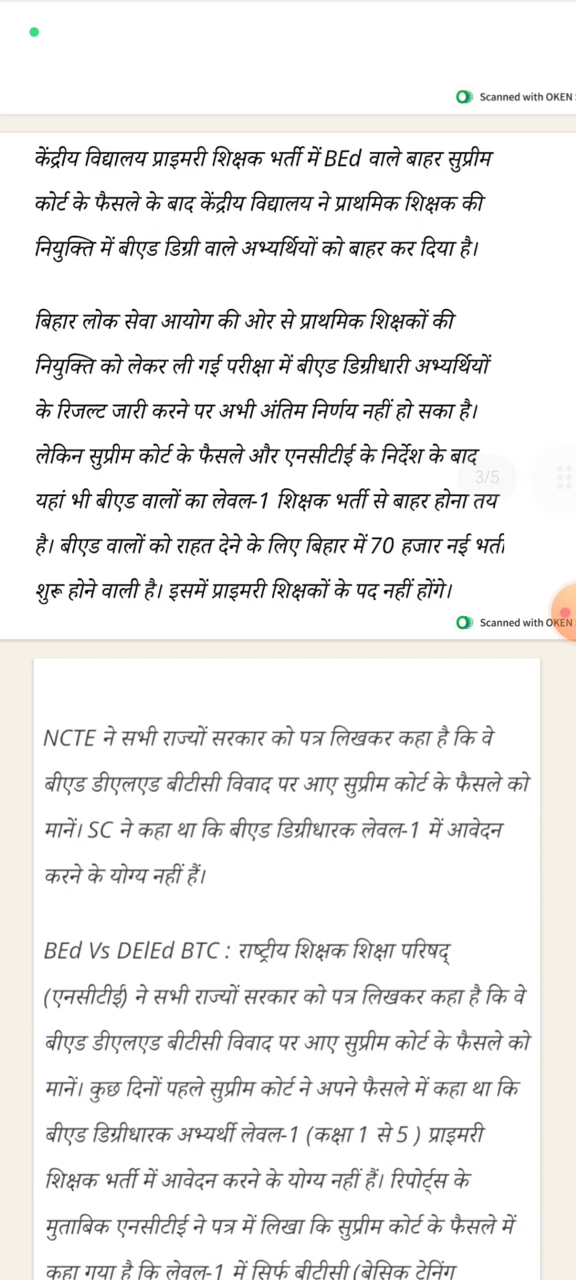 Scanned with OKEN
केंद्रीय विद्यालय प्राइमरी शिक्षक भर्ती में BEd वाले बाहर सुप्रीम
कोर्ट के फैसले के बाद केंद्रीय विद्यालय ने प्राथमिक शिक्षक की
नियुक्ति में बीएड डिग्री वाले अभ्यर्थियों को बाहर कर दिया है।
बिहार लोक सेवा आयोग की ओर से प्राथमिक शिक्षकों की
नियुक्ति को लेकर ली गई परीक्षा में बीएड डिग्रीधारी अभ्यर्थियों
के रिजल्ट जारी करने पर अभी अंतिम निर्णय नहीं हो सका है।
लेकिन सुप्रीम कोर्ट के फैसले और एनसीटीई के निर्देश के बाद
3/5
यहां भी बीएड वालों का लेवल-1 शिक्षक भर्ती से बाहर होना तय
है। बीएड वालों को राहत देने के लिए बिहार में 70 हजार नई भर्ती
शुरू होने वाली है। इसमें प्राइमरी शिक्षकों के पद नहीं होंगे।
Scanned with OKEN
NCTE ने सभी राज्यों सरकार को पत्र लिखकर कहा है कि वे
बीएड डीएलएड बीटीसी विवाद पर आए सुप्रीम कोर्ट के फैसले को
मानें। SC ने कहा था कि बीएड डिग्रीधारक लेवल-1 में आवेदन
करने के योग्य नहीं हैं।
BEd Vs DElEd BTC : राष्ट्रीय शिक्षक शिक्षा परिषद्
(एनसीटीई) ने सभी राज्यों सरकार को पत्र लिखकर कहा है कि वे
बीएड डीएलएड बीटीसी विवाद पर आए सुप्रीम कोर्ट के फैसले को
मानें। कुछ दिनों पहले सुप्रीम कोर्ट ने अपने फैसले में कहा था कि
बीएड डिग्रीधारक अभ्यर्थी लेवल-1 (कक्षा 1 से 5 ) प्राइमरी
शिक्षक भर्ती में आवेदन करने के योग्य नहीं हैं। रिपोर्ट्स के
मुताबिक एनसीटीई ने पत्र में लिखा कि सुप्रीम कोर्ट के फैसले में
कहा गया है कि लेवल-1 में सिर्फ बीटीसी (बेसिक ट्रेनिंग